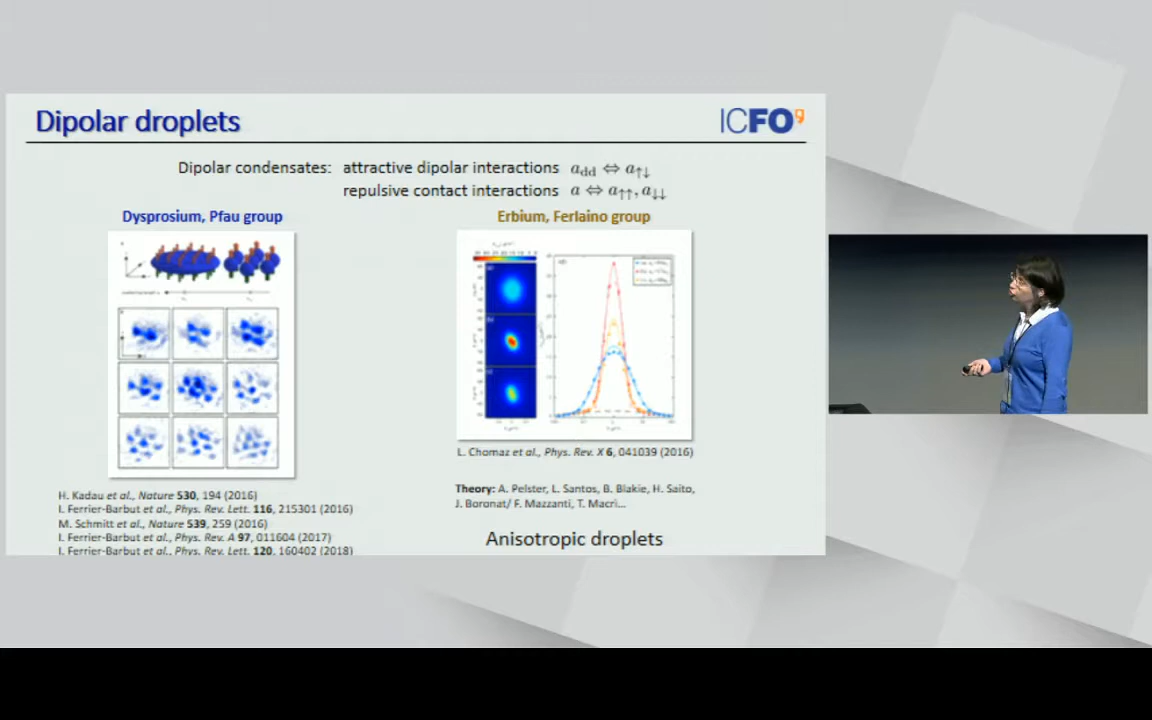 Dipolar droplets
ICFO
Dipolar condensates: attractive dipolar interactions a_dd ⇔ a_↑↓
repulsive contact interactions a ⇔ a_↑↑, a_↓↓
Dysprosium, Pfau group
Erbium, Ferlaino group
L. Chomaz et al., Phys. Rev. X 6, 041039 (2016)
Theory: A. Pelster, L. Santos, B. Blakie, H. Saito,
J. Boronat/ F. Mazzanti, T. Macrì...
H. Kadau et al., Nature 530, 194 (2016)
I. Ferrier-Barbut et al., Phys. Rev. Lett. 116, 215301 (2016)
M. Schmitt et al., Nature 539, 259 (2016)
I. Ferrier-Barbut et al., Phys. Rev. A 97, 011604 (2017)
I. Ferrier-Barbut et al., Phys. Rev. Lett. 120, 160402 (2018)
Anisotropic droplets